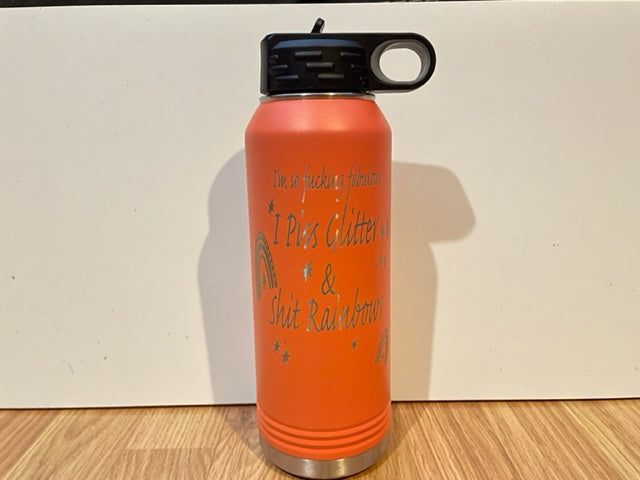 I'm so fucking fabulous
I Piss Glitter
&
Shit Rainbows